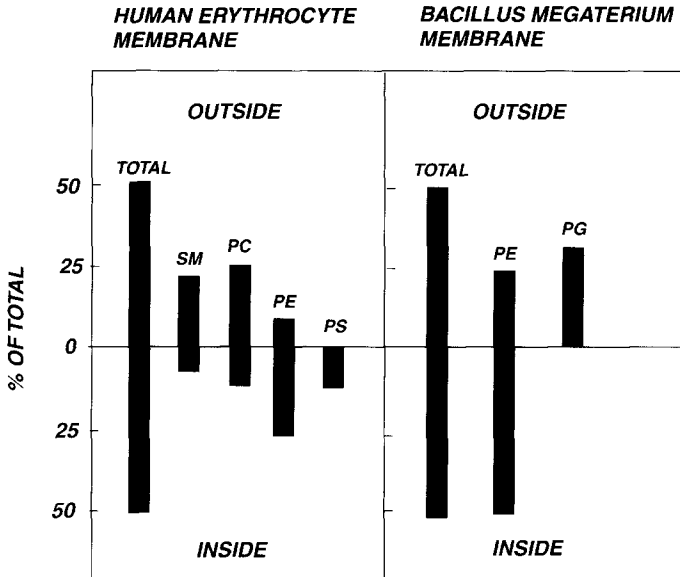 HUMAN ERYTHROCYTE
MEMBRANE
BACILLUS MEGATERIUM
MEMBRANE
OUTSIDE
OUTSIDE
TOTAL
SM
PC
PE
PS
TOTAL
PE
PG
% OF TOTAL
50
25
0
25
50
INSIDE
INSIDE